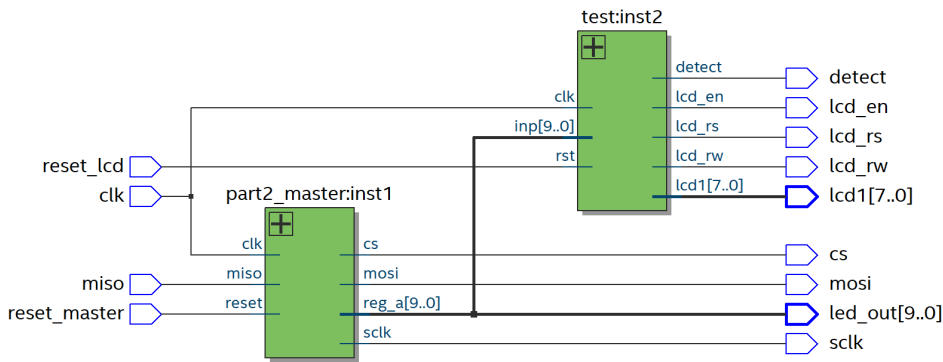 test:inst2
detect
clk
lcd_en
inp[9..0]
lcd_rs
rst
lcd_rw
lcd1[7..0]
detect
lcd_en
lcd_rs
lcd_rw
lcd1[7..0]
reset_lcd
clk
part2_master:inst1
clk
cs
miso
mosi
reset
reg_a[9..0]
sclk
miso
reset_master
cs
mosi
led_out[9..0]
sclk